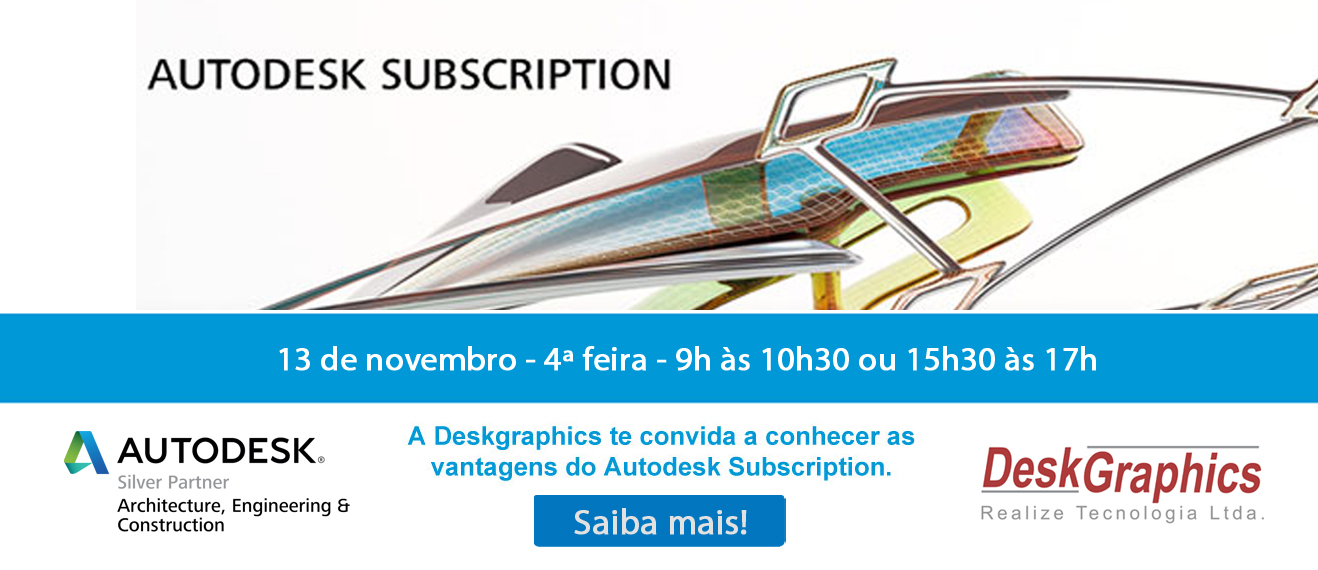 AUTODESK SUBSCRIPTION
13 de novembro - 4ª feira - 9h às 10h30 ou 15h30 às 17h
AUTODESK®
Silver Partner
Architecture, Engineering &
Construction
A Deskgraphics te convida a conhecer as
vantagens do Autodesk Subscription.
Saiba mais!
DeskGraphics
Realize Tecnologia Ltda.